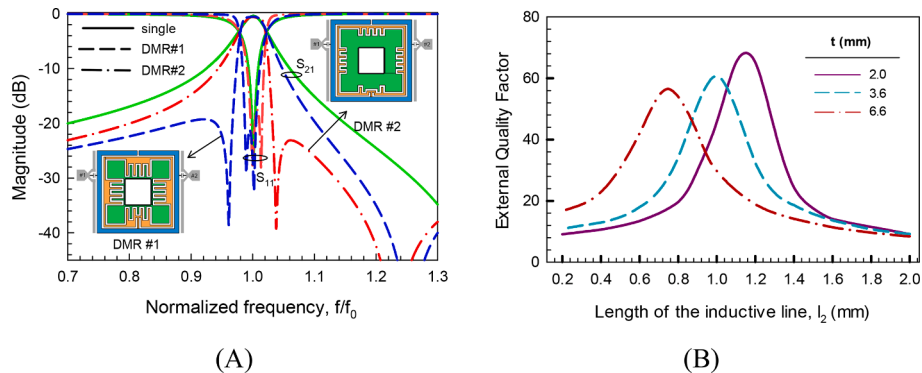 0
-10
-20
-30
-40
Magnitude (dB)
single
DMR#1
DMR#2
S21
S11
DMR #2
DMR #1
#1
#2
#1
#2
0.7 0.8 0.9 1.0 1.1 1.2 1.3
Normalized frequency, f/f0
(A)
100
80
60
40
20
0
External Quality Factor
t (mm)
2.0
3.6
6.6
0.2 0.4 0.6 0.8 1.0 1.2 1.4 1.6 1.8 2.0
Length of the inductive line, l2 (mm)
(B)